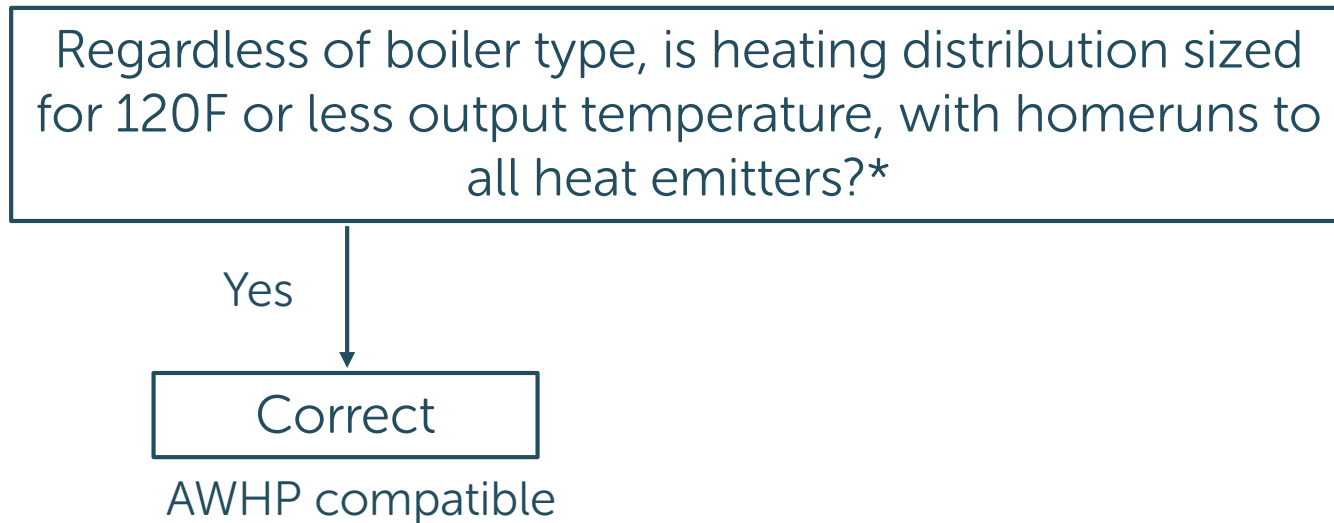 Regardless of boiler type, is heating distribution sized
for 120F or less output temperature, with homeruns to
all heat emitters?*
Yes
Correct
AWHP compatible